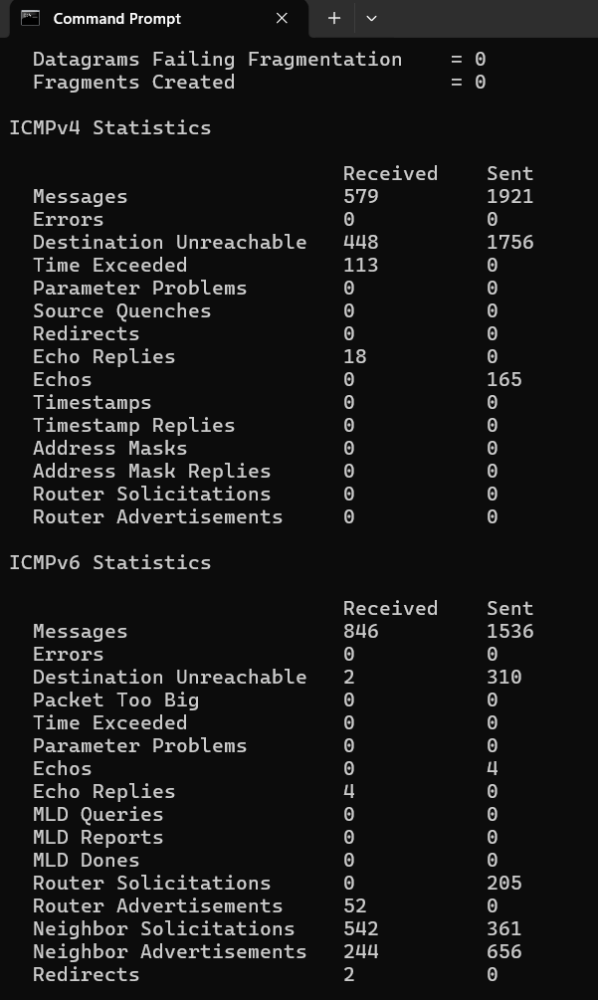 Command Prompt
Datagrams Failing Fragmentation = 0
Fragments Created = 0
ICMPv4 Statistics
Received Sent
Messages 579 1921
Errors 0 0
Destination Unreachable 448 1756
Time Exceeded 113 0
Parameter Problems 0 0
Source Quenches 0 0
Redirects 0 0
Echo Replies 18 0
Echos 0 165
Timestamps 0 0
Timestamp Replies 0 0
Address Masks 0 0
Address Mask Replies 0 0
Router Solicitations 0 0
Router Advertisements 0 0
ICMPv6 Statistics
Received Sent
Messages 846 1536
Errors 0 0
Destination Unreachable 2 310
Packet Too Big 0 0
Time Exceeded 0 0
Parameter Problems 0 0
Echos 0 4
Echo Replies 4 0
MLD Queries 0 0
MLD Reports 0 0
MLD Dones 0 0
Router Solicitations 0 205
Router Advertisements 52 0
Neighbor Solicitations 542 361
Neighbor Advertisements 244 656
Redirects 2 0